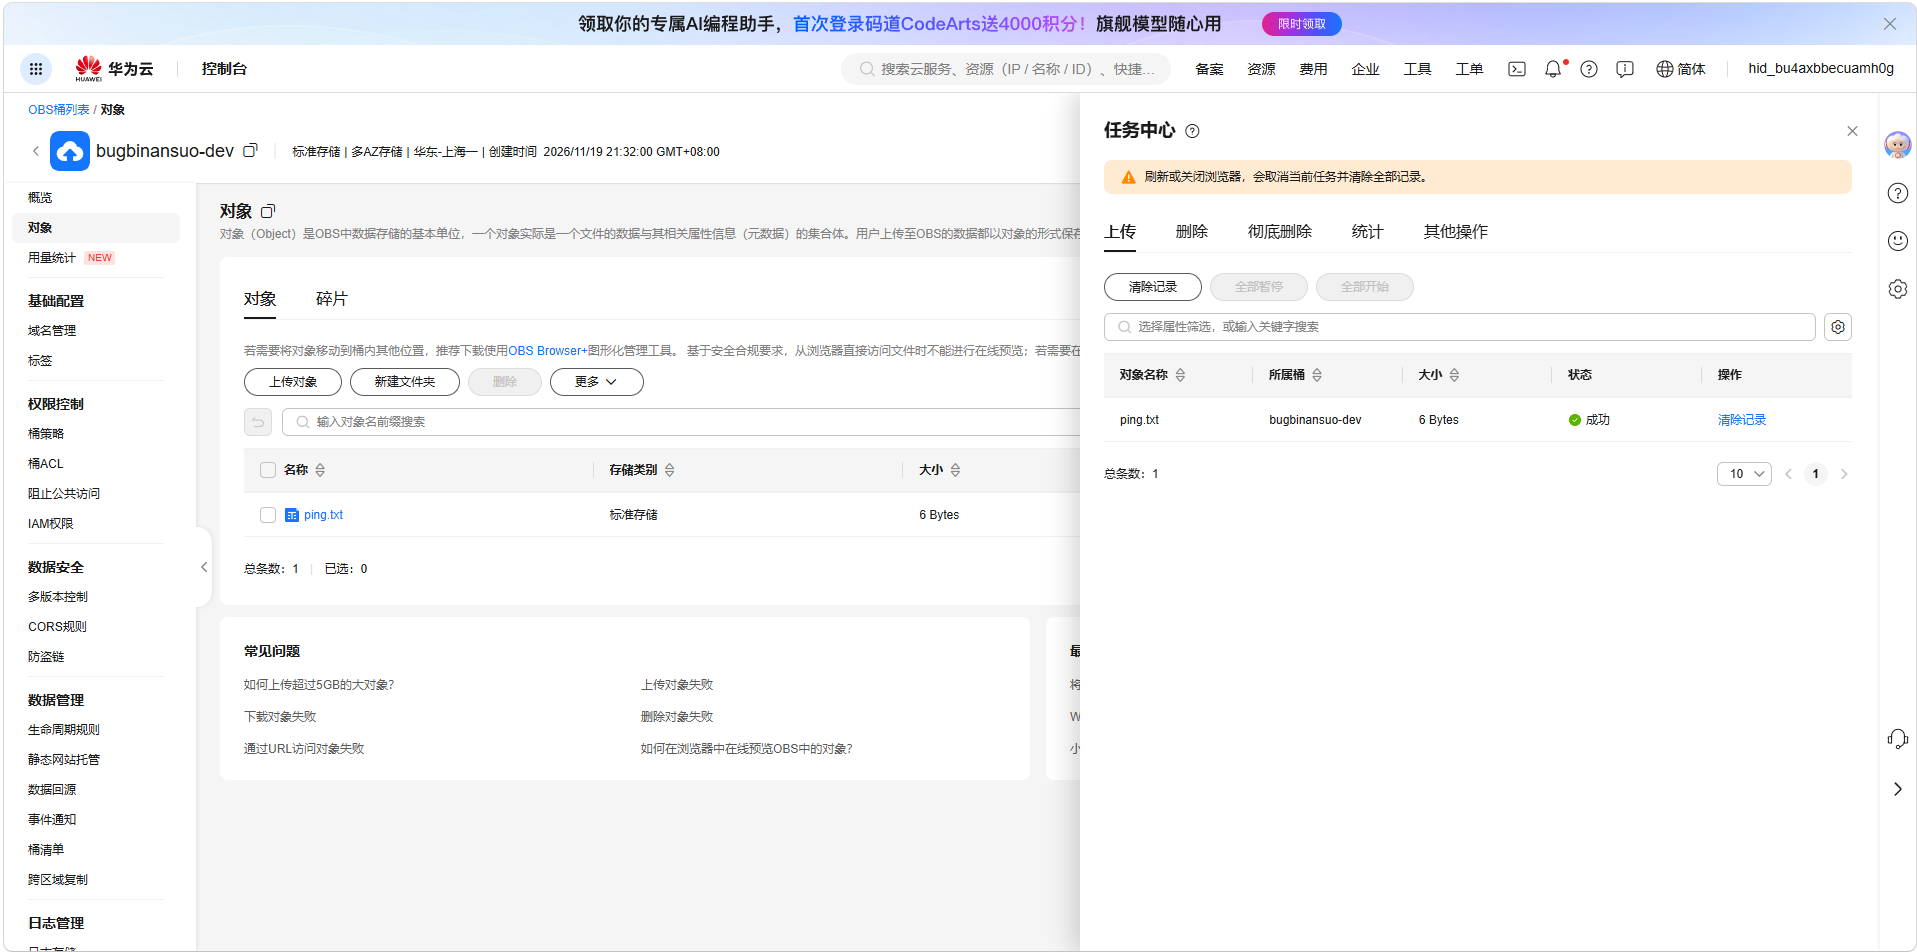 领取你的专属AI编程助手，首次登录码道CodeArts送4000积分！旗舰模型随心用 限时领取
HUAWEI 华为云 控制台 搜索云服务、资源（IP / 名称 / ID）、快捷... 备案 资源 费用 企业 工具 工单 简体 hid_bu4axbbecuamh0g
OBS桶列表 / 对象
bugbinansuo-dev 标准存储 | 多AZ存储 | 华东-上海一 | 创建时间 2026/11/19 21:32:00 GMT+08:00
概览
对象
用量统计 NEW
基础配置
域名管理
标签
权限控制
桶策略
桶ACL
阻止公共访问
IAM权限
数据安全
多版本控制
CORS规则
防盗链
数据管理
生命周期规则
静态网站托管
数据回源
事件通知
桶清单
跨区域复制
日志管理
对象
对象（Object）是OBS中数据存储的基本单位，一个对象实际是一个文件的数据与其相关属性信息（元数据）的集合体。用户上传至OBS的数据都以对象的形式保存
对象 碎片
若需要将对象移动到桶内其他位置，推荐下载使用OBS Browser+图形化管理工具。 基于安全合规要求，从浏览器直接访问文件时不能进行在线预览；若需要在
上传对象 新建文件夹 删除 更多
输入对象名前缀搜索
名称 存储类别 大小
ping.txt 标准存储 6 Bytes
总条数：1 已选：0
常见问题
如何上传超过5GB的大对象？ 上传对象失败
下载对象失败 删除对象失败
通过URL访问对象失败 如何在浏览器中在线预览OBS中的对象？
最
将
W
小
任务中心
刷新或关闭浏览器，会取消当前任务并清除全部记录。
上传 删除 彻底删除 统计 其他操作
清除记录 全部暂停 全部开始
选择属性筛选，或输入关键字搜索
对象名称 所属桶 大小 状态 操作
ping.txt bugbinansuo-dev 6 Bytes 成功 清除记录
总条数：1 10 1